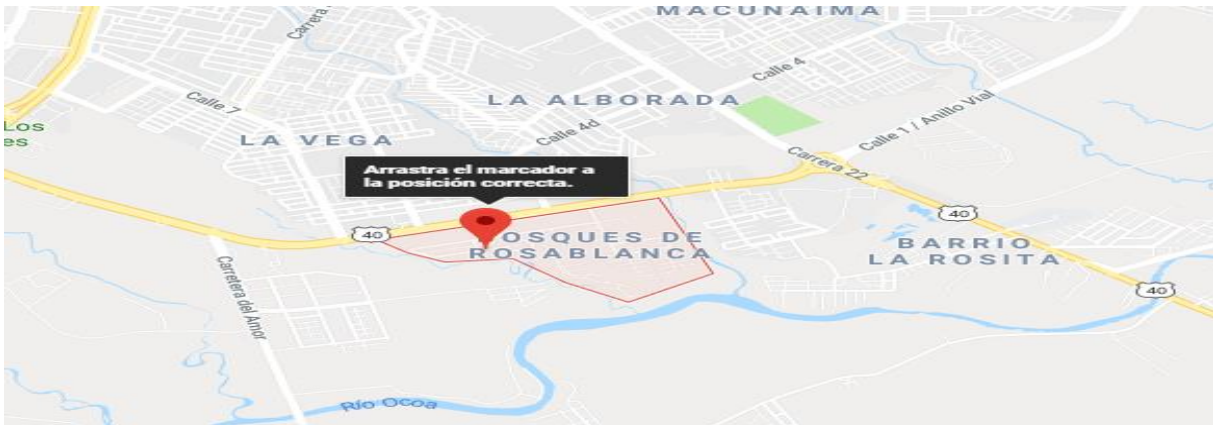 MACUNAIMA
Carrera
Calle 4
Calle 7
LA ALBORADA
Calle 1 / Anillo Vial
Los
es
LA VEGA
Calle 4d
Carrera 22
Arrastra el marcador a
la posición correcta.
40
40
OSQUES DE
ROSABLANCA
BARRIO
LA ROSITA
40
Carretera del Amor
Río Ocoa